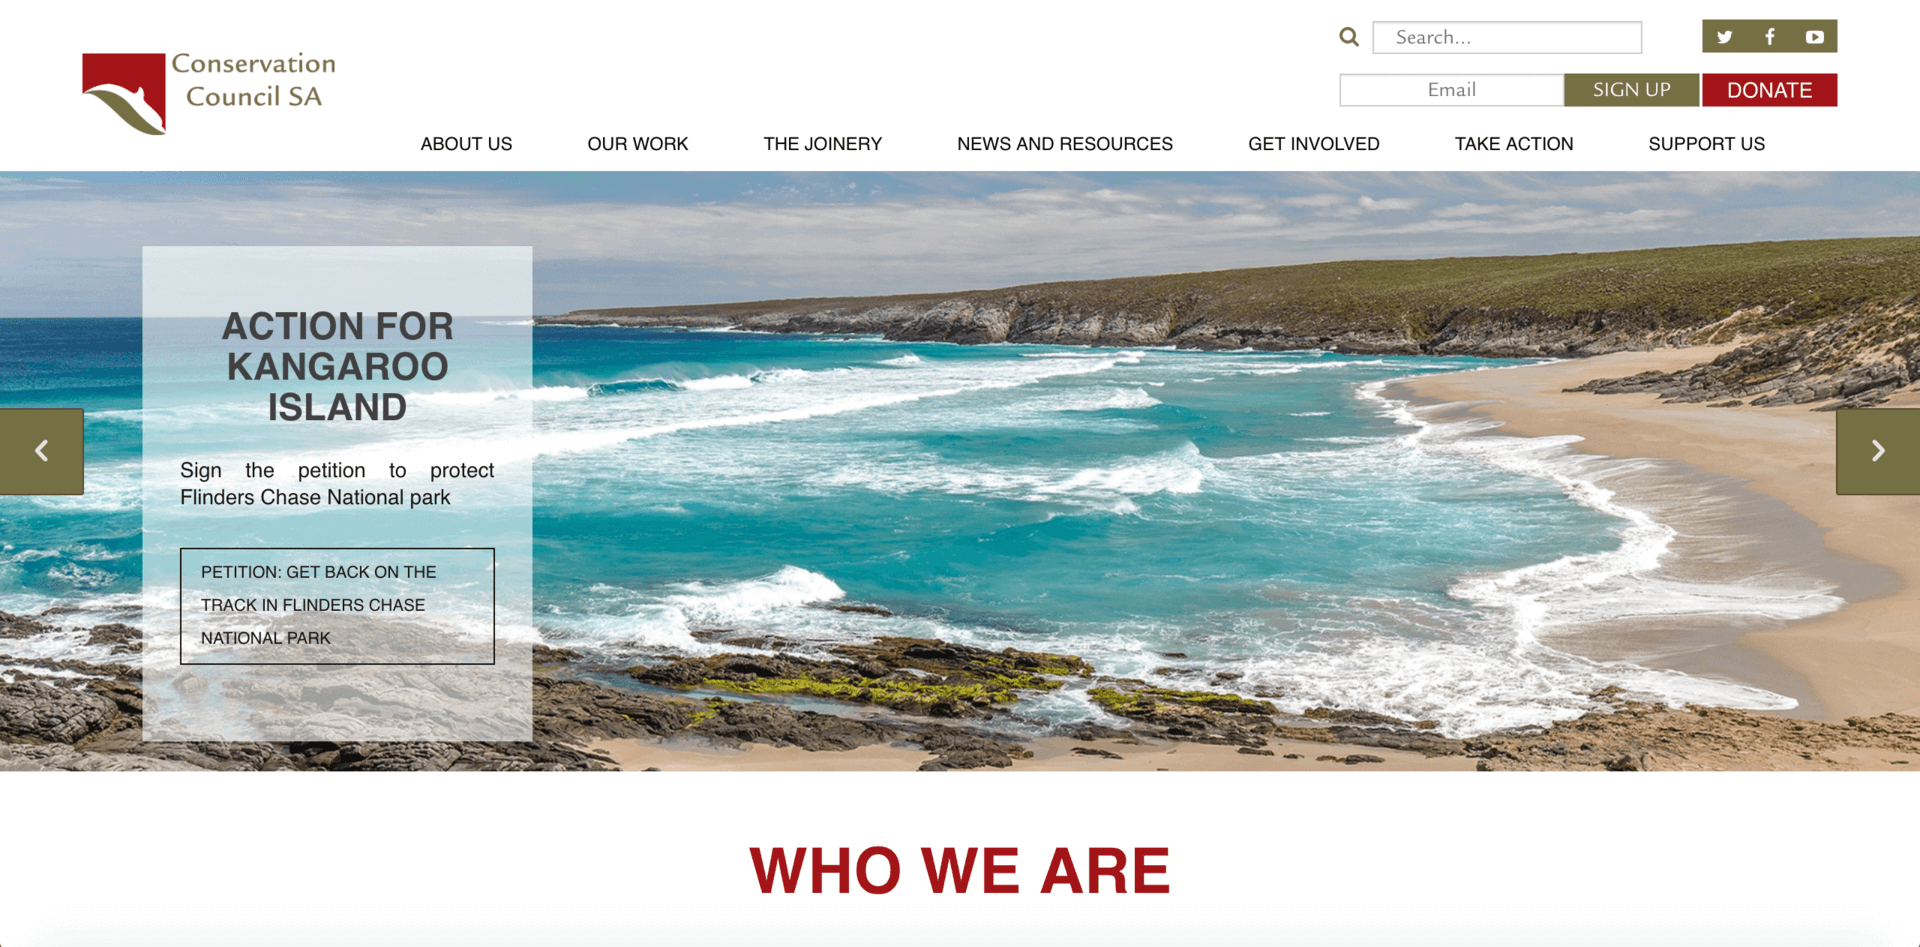 Conservation
Council SA
Search...
Email
SIGN UP
DONATE
ABOUT US
OUR WORK
THE JOINERY
NEWS AND RESOURCES
GET INVOLVED
TAKE ACTION
SUPPORT US
ACTION FOR
KANGAROO
ISLAND
Sign the petition to protect
Flinders Chase National park
PETITION: GET BACK ON THE
TRACK IN FLINDERS CHASE
NATIONAL PARK
WHO WE ARE